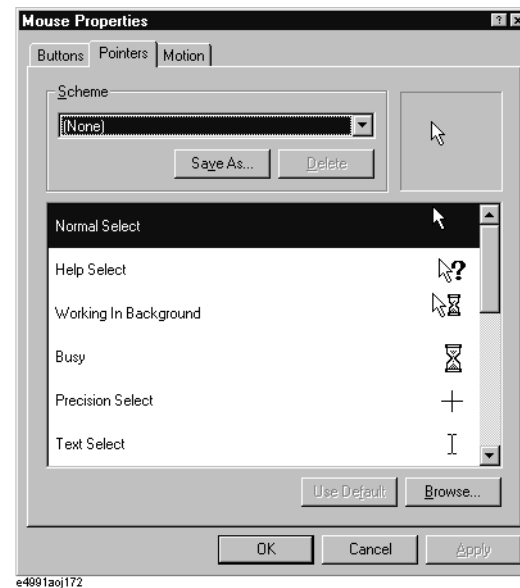 Mouse Properties
Buttons Pointers Motion
Scheme
(None)
Save As... Delete
Normal Select
Help Select
Working In Background
Busy
Precision Select
Text Select
Use Default Browse...
OK Cancel Apply
e4991aoj172